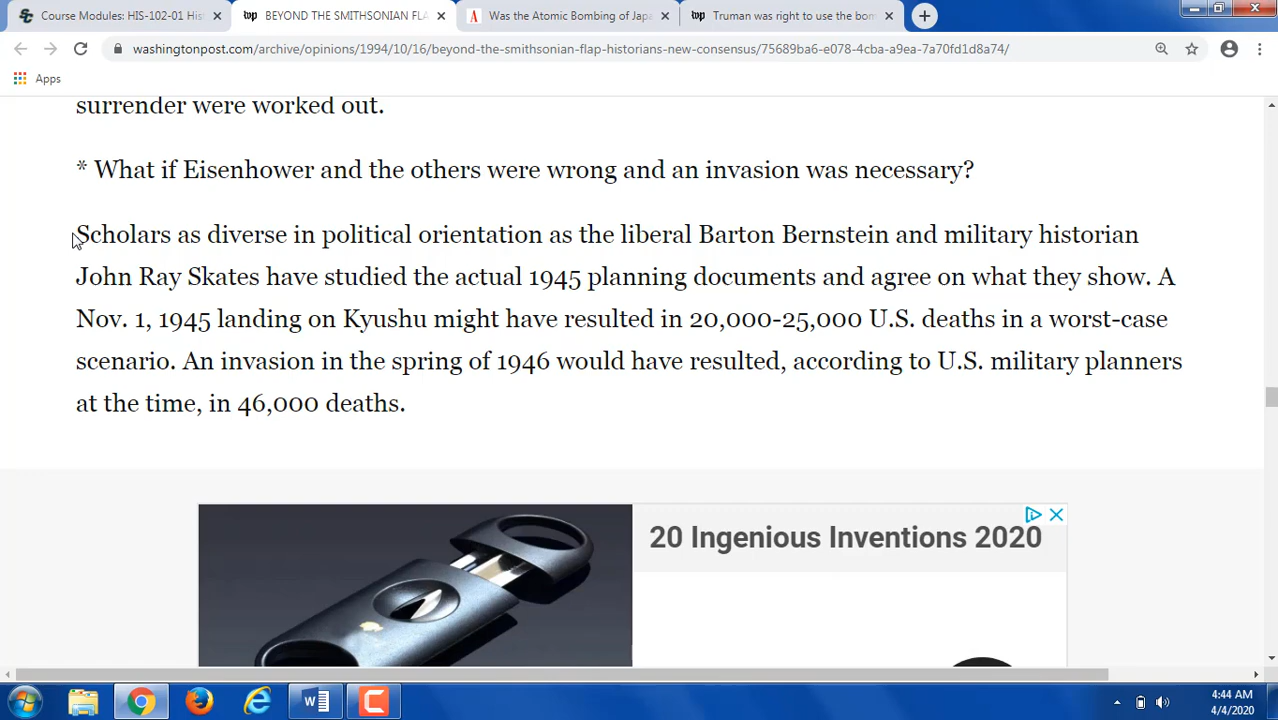 Course Modules: HIS-102-01 His
BEYOND THE SMITHSONIAN FLA
Was the Atomic Bombing of Jap
Truman was right to use the bom
washingtonpost.com/archive/opinions/1994/10/16/beyond-the-smithsonian-flap-historians-new-consensus/75689ba6-e078-4cba-a9ea-7a70fd1d8a74/
Apps
surrender were worked out.
* What if Eisenhower and the others were wrong and an invasion was necessary?
Scholars as diverse in political orientation as the liberal Barton Bernstein and military historian
John Ray Skates have studied the actual 1945 planning documents and agree on what they show. A
Nov. 1, 1945 landing on Kyushu might have resulted in 20,000-25,000 U.S. deaths in a worst-case
scenario. An invasion in the spring of 1946 would have resulted, according to U.S. military planners
at the time, in 46,000 deaths.
20 Ingenious Inventions 2020
4:44 AM
4/4/2020